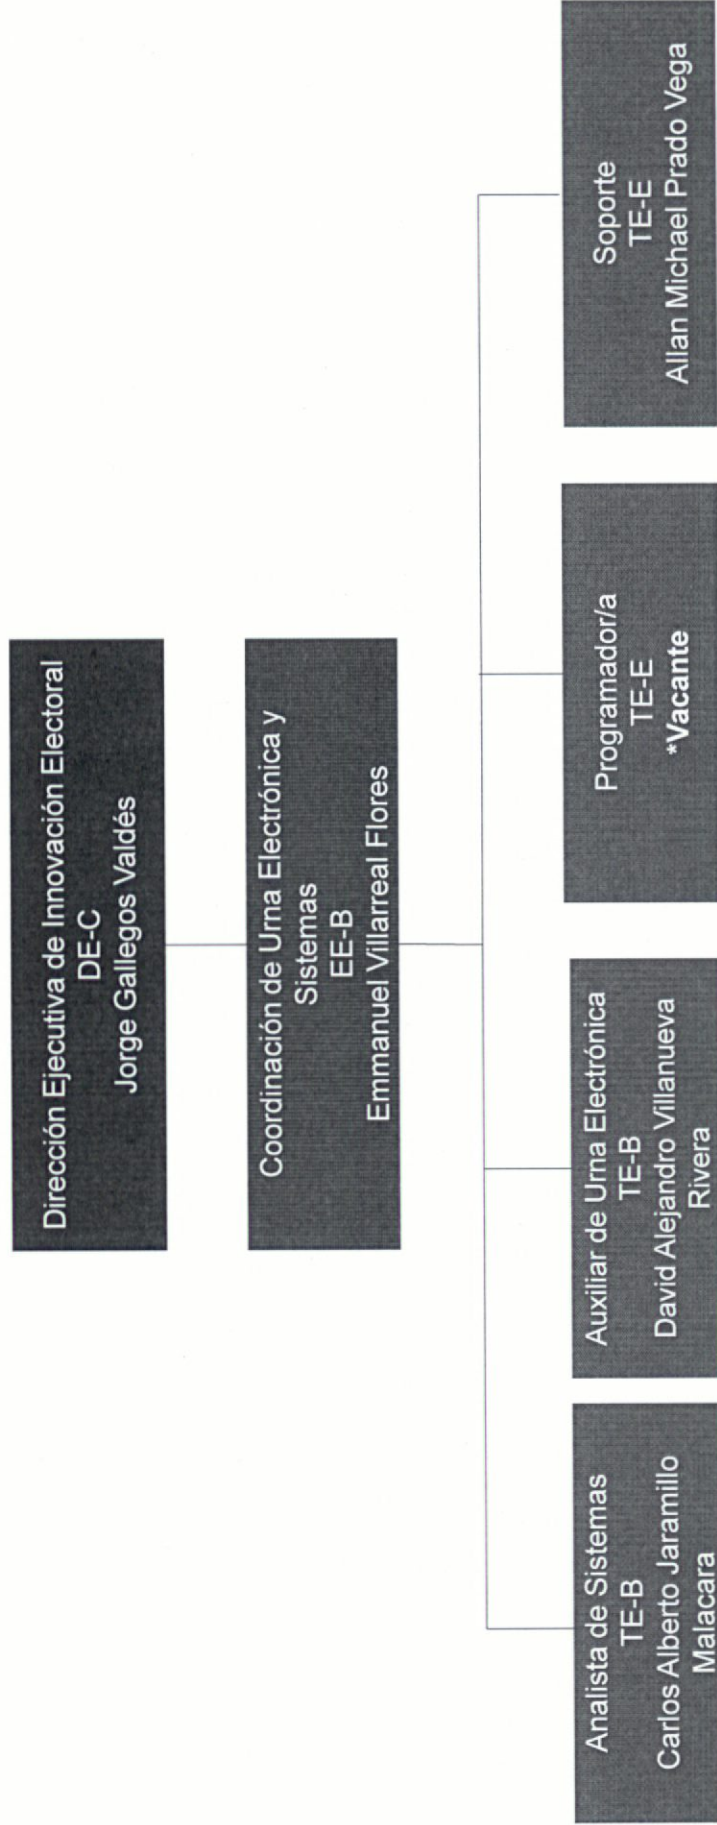 Dirección Ejecutiva de Innovación Electoral
DE-C
Jorge Gallegos Valdés
Coordinación de Urna Electrónica y
Sistemas
EE-B
Emmanuel Villarreal Flores
Analista de Sistemas
TE-B
Carlos Alberto Jaramillo
Malacara
Auxiliar de Urna Electrónica
TE-B
David Alejandro Villanueva
Rivera
Programador/a
TE-E
*Vacante
Soporte
TE-E
Allan Michael Prado Vega